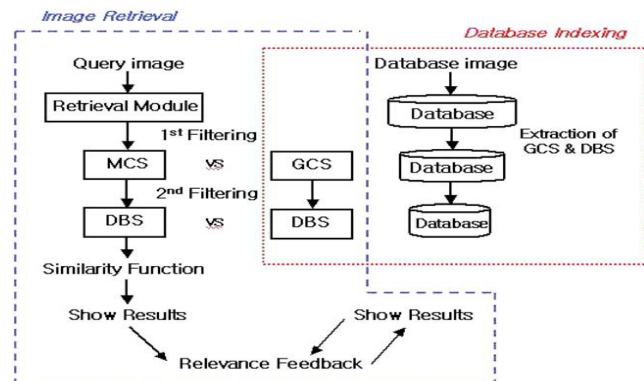 Image Retrieval
Database Indexing
Query image
Database image
Retrieval Module
Database
1st Filtering
Extraction of
GCS & DBS
MCS vs GCS
Database
2nd Filtering
DBS vs DBS
Database
Similarity Function
Show Results
Show Results
Relevance Feedback